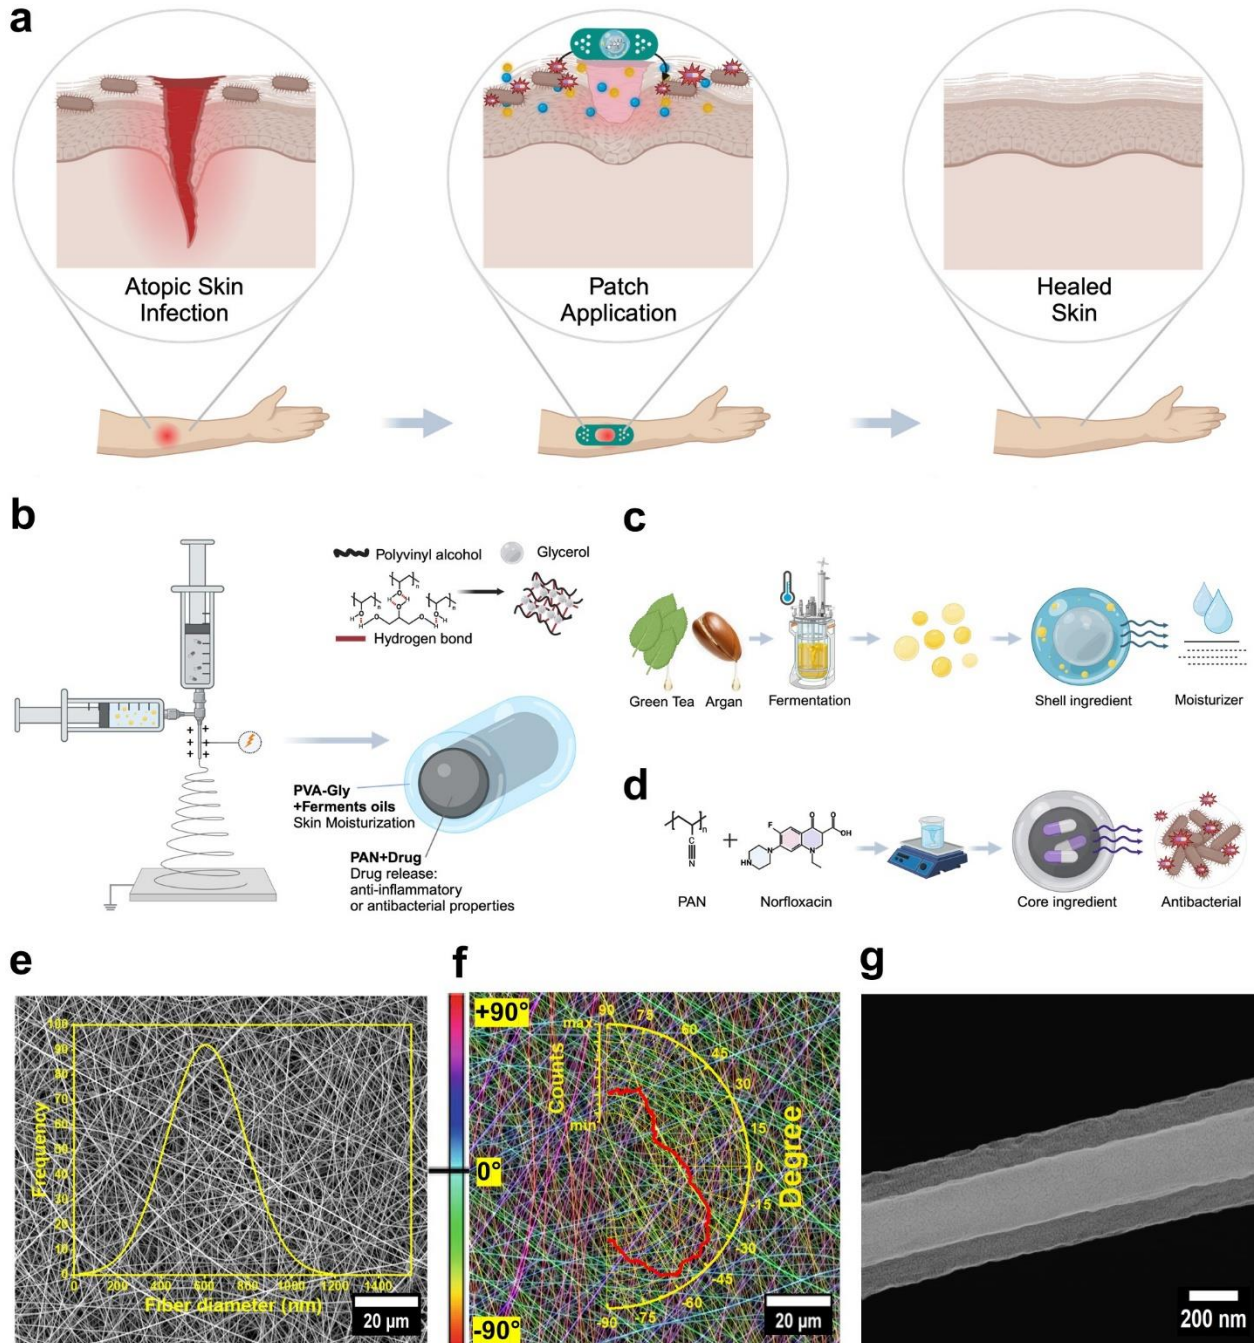 a
Atopic Skin
Infection
Patch
Application
Healed
Skin
b
Polyvinyl alcohol
Glycerol
Hydrogen bond
PVA-Gly
+Ferments oils
Skin Moisturization
PAN+Drug
Drug release:
anti-inflammatory
or antibacterial properties
c
Green Tea
Argan
Fermentation
Shell ingredient
Moisturizer
d
n
C
N
+
F
O
O
OH
HN
N
N
PAN
Norfloxacin
Core ingredient
Antibacterial
e
Frequency
100
90
80
70
60
50
40
30
20
10
0
0 200 400 600 800 1000 1200 1400
Fiber diameter (nm)
20 µm
f
+90°
0°
-90°
max
Counts
min
90
75
60
45
30
15
0
-15
-30
-45
-60
-75
-90
Degree
20 µm
g
200 nm